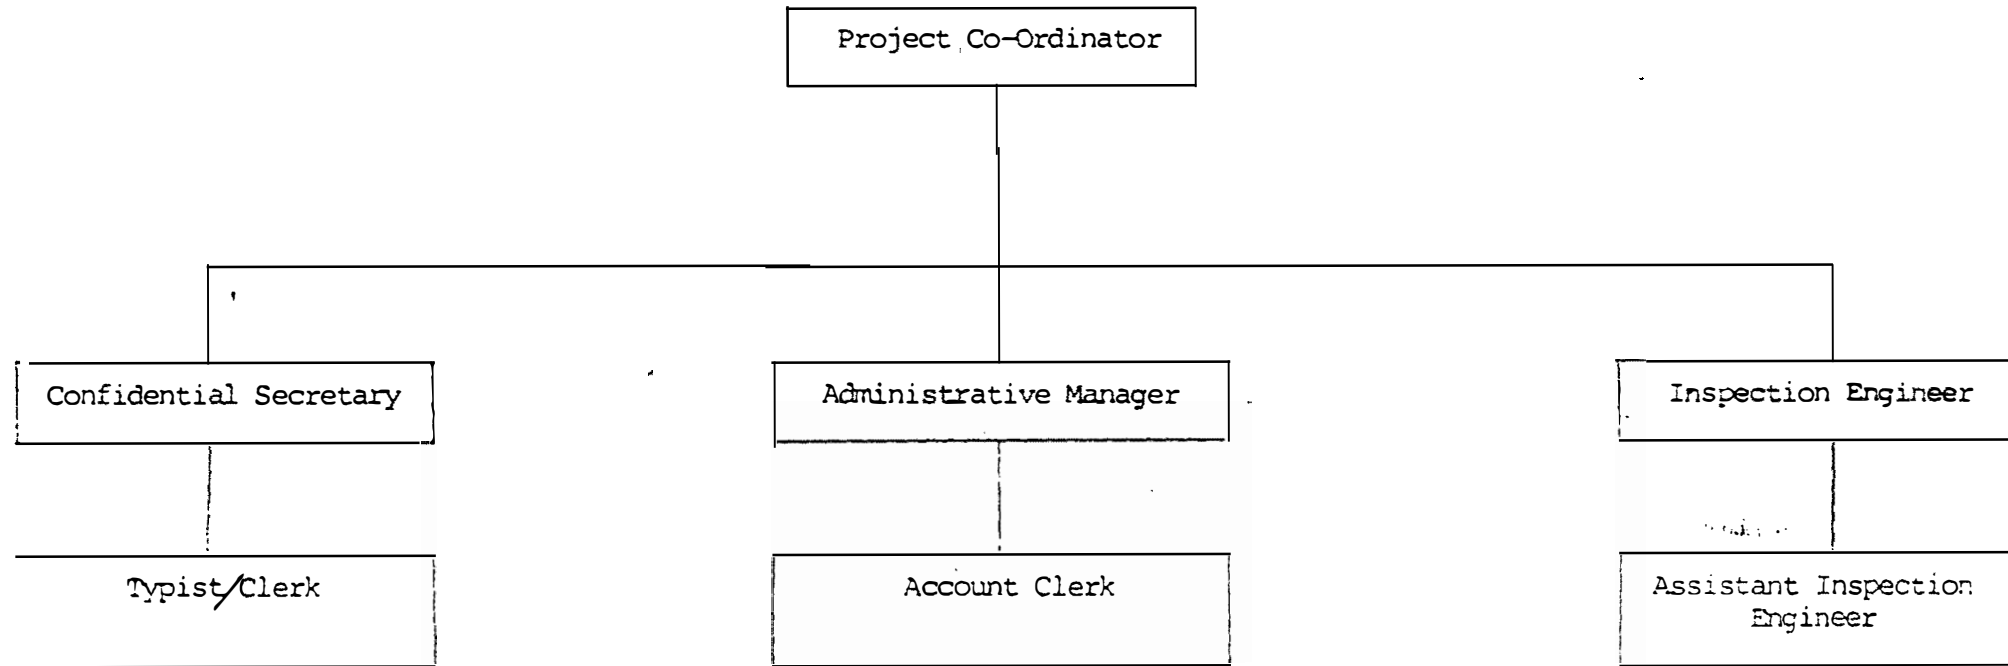 Project Co-Ordinator
Confidential Secretary
Administrative Manager
Inspection Engineer
Typist/Clerk
Account Clerk
Assistant Inspection
Engineer